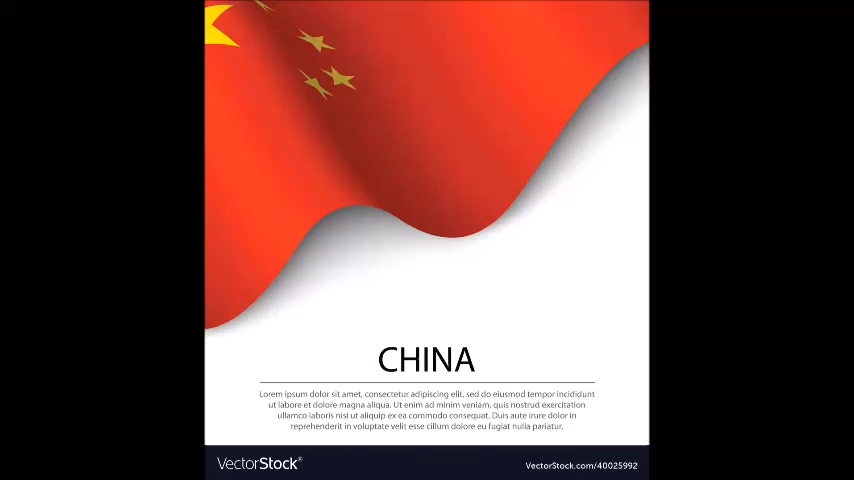 CHINA
Lorem ipsum dolor sit amet, consectetur adipiscing elit, sed do eiusmod tempor incididunt
ut labore et dolore magna aliqua. Ut enim ad minim veniam, quis nostrud exercitation
ullamco laboris nisi ut aliquip ex ea commodo consequat. Duis aute irure dolor in
reprehenderit in voluptate velit esse cillum dolore eu fugiat nulla pariatur.
VectorStock®
VectorStock.com/40025992